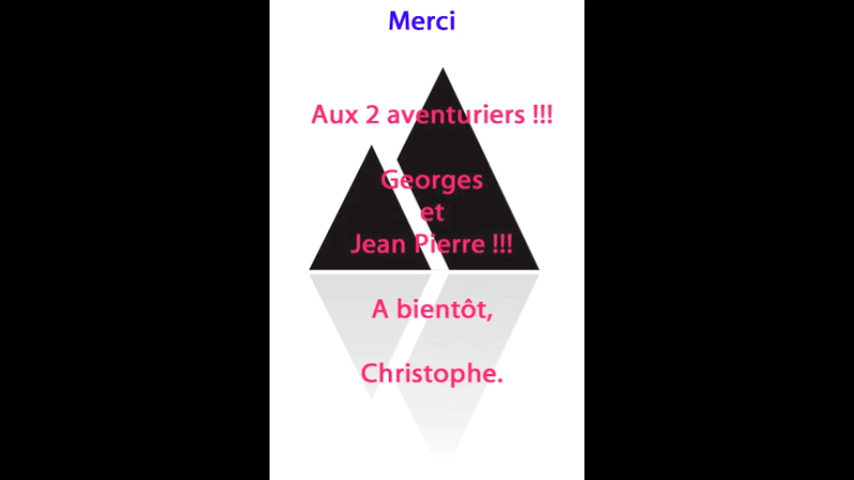 Merci
Aux 2 aventuriers !!!
Georges
et
Jean Pierre !!!
A bientôt,
Christophe.